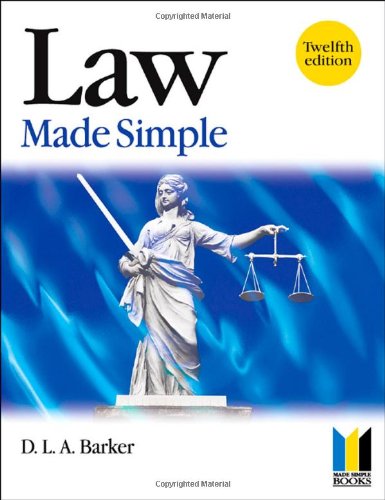 Copyrighted Material
Law
Twelfth
edition
Made Simple
D. L. A. Barker
MADE SIMPLE
BOOKS
Copyrighted Material